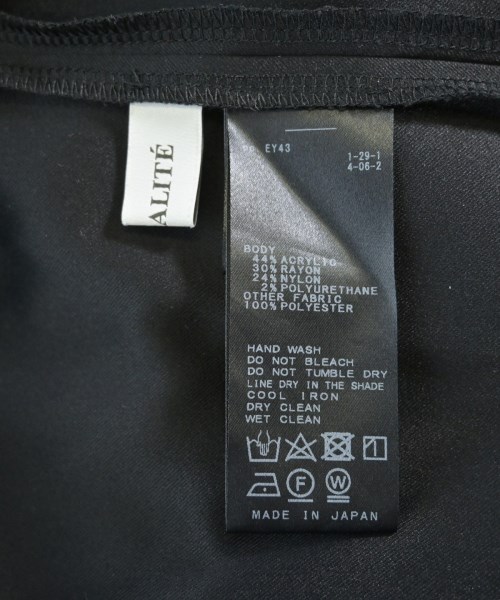 ALITÉ
EY43
1-29-1
4-06-2
BODY
44% ACRYLIC
30% RAYON
24% NYLON
2% POLYURETHANE
OTHER FABRIC
100% POLYESTER
HAND WASH
DO NOT BLEACH
DO NOT TUMBLE DRY
LINE DRY IN THE SHADE
COOL IRON
DRY CLEAN
WET CLEAN
F W
MADE IN JAPAN